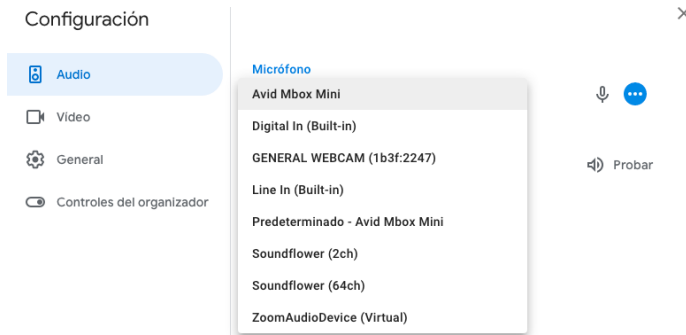 Configuración
Audio
Vídeo
General
Controles del organizador
Micrófono
Avid Mbox Mini
Digital In (Built-in)
GENERAL WEBCAM (1b3f:2247)
Line In (Built-in)
Predeterminado - Avid Mbox Mini
Soundflower (2ch)
Soundflower (64ch)
ZoomAudioDevice (Virtual)
Probar